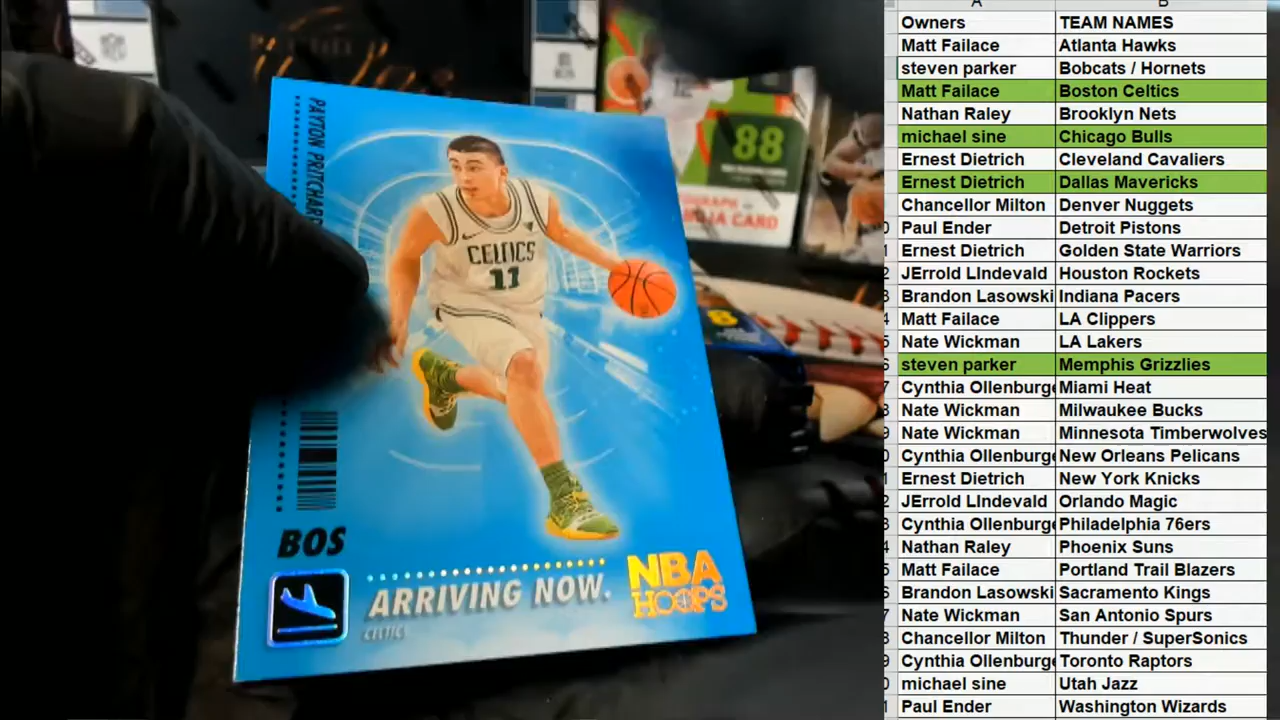 PAYTON PRITCHARD
CELTICS
11
BOS
ARRIVING NOW.
CELTIC
NBA
HOOPS
88
A B
Owners TEAM NAMES
Matt Failace Atlanta Hawks
steven parker Bobcats / Hornets
Matt Failace Boston Celtics
Nathan Raley Brooklyn Nets
michael sine Chicago Bulls
Ernest Dietrich Cleveland Cavaliers
Ernest Dietrich Dallas Mavericks
Chancellor Milton Denver Nuggets
Paul Ender Detroit Pistons
Ernest Dietrich Golden State Warriors
JErrold LIndevald Houston Rockets
Brandon Lasowski Indiana Pacers
Matt Failace LA Clippers
Nate Wickman LA Lakers
steven parker Memphis Grizzlies
Cynthia Ollenburge Miami Heat
Nate Wickman Milwaukee Bucks
Nate Wickman Minnesota Timberwolves
Cynthia Ollenburge New Orleans Pelicans
Ernest Dietrich New York Knicks
JErrold LIndevald Orlando Magic
Cynthia Ollenburge Philadelphia 76ers
Nathan Raley Phoenix Suns
Matt Failace Portland Trail Blazers
Brandon Lasowski Sacramento Kings
Nate Wickman San Antonio Spurs
Chancellor Milton Thunder / SuperSonics
Cynthia Ollenburge Toronto Raptors
michael sine Utah Jazz
Paul Ender Washington Wizards